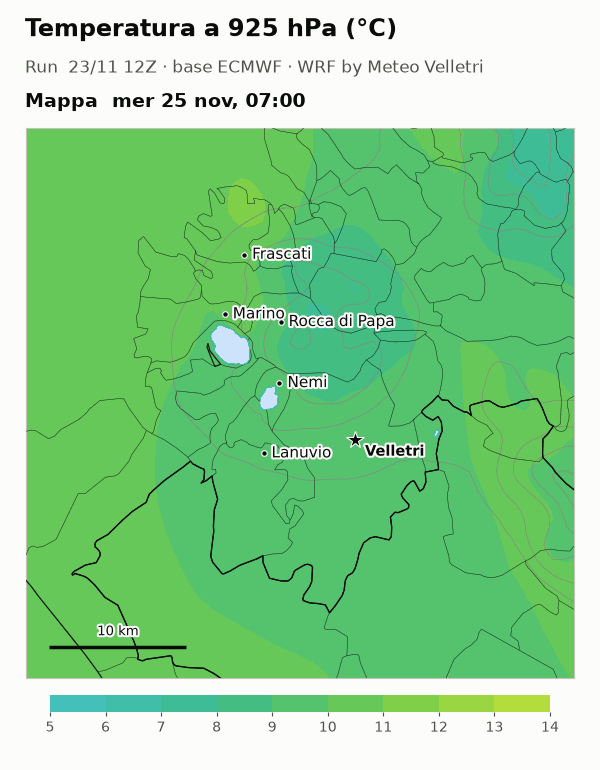 Temperatura a 925 hPa (°C)
Run  23/11 12Z · base ECMWF · WRF by Meteo Velletri
Mappa  mer 25 nov, 07:00
Frascati
Marino
Rocca di Papa
Nemi
Velletri
Lanuvio
10 km
5 6 7 8 9 10 11 12 13 14